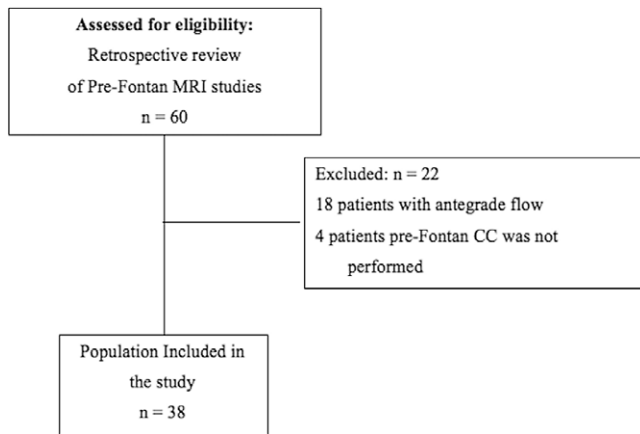 Assessed for eligibility:
Retrospective review
of Pre-Fontan MRI studies
n = 60
Excluded: n = 22
18 patients with antegrade flow
4 patients pre-Fontan CC was not
performed
Population Included in
the study
n = 38